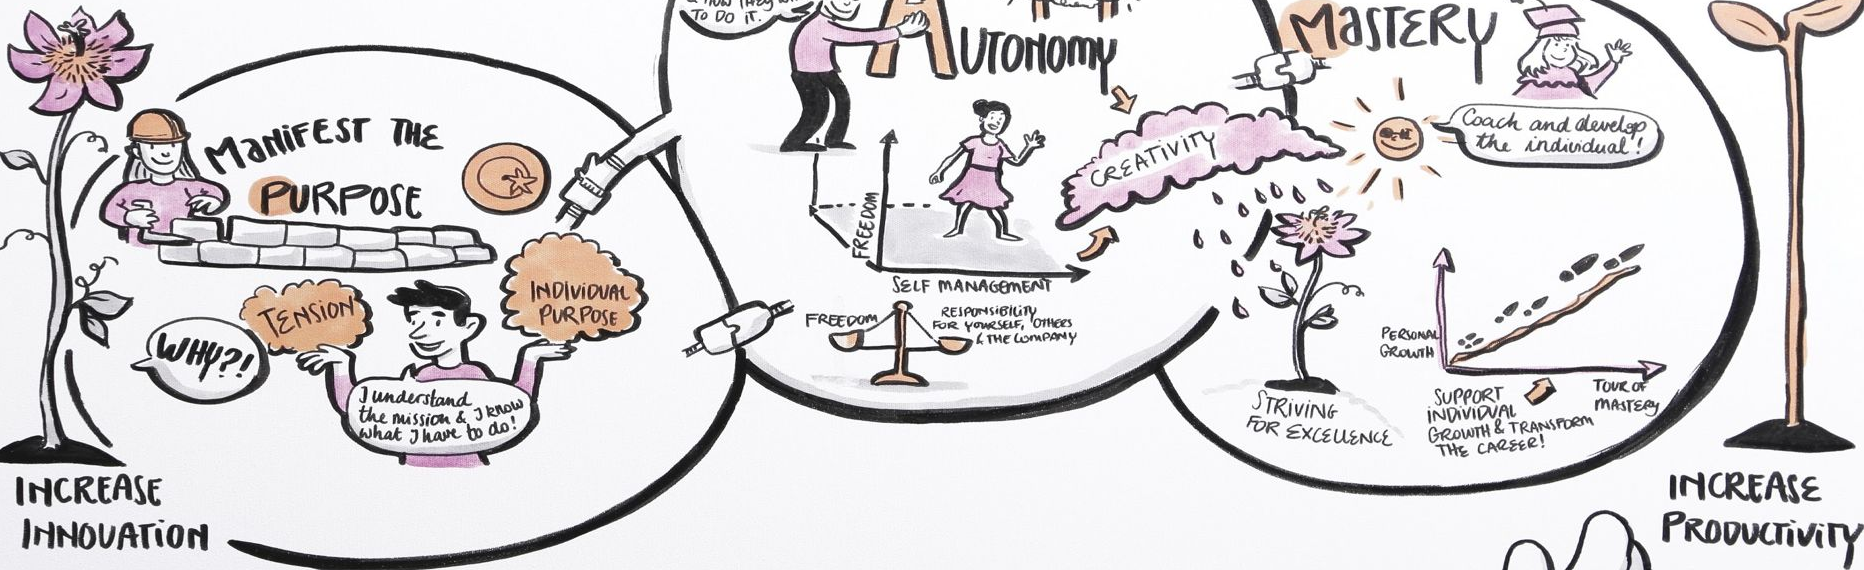 TO DO IT.
AUTONOMY
MASTERY
MANIFEST THE
PURPOSE
Coach and develop
the individual!
CREATIVITY
FREEDOM
SELF MANAGEMENT
TENSION
INDIVIDUAL
PURPOSE
WHY?!
I understand
the mission & I know
what I have to do!
FREEDOM
RESPONSIBILITY
FOR YOURSELF, OTHERS
& THE COMPANY
STRIVING
FOR EXCELLENCE
PERSONAL
GROWTH
TOUR OF
MASTERY
SUPPORT
INDIVIDUAL
GROWTH & TRANSFORM
THE CAREER!
INCREASE
INNOVATION
INCREASE
PRODUCTIVITY